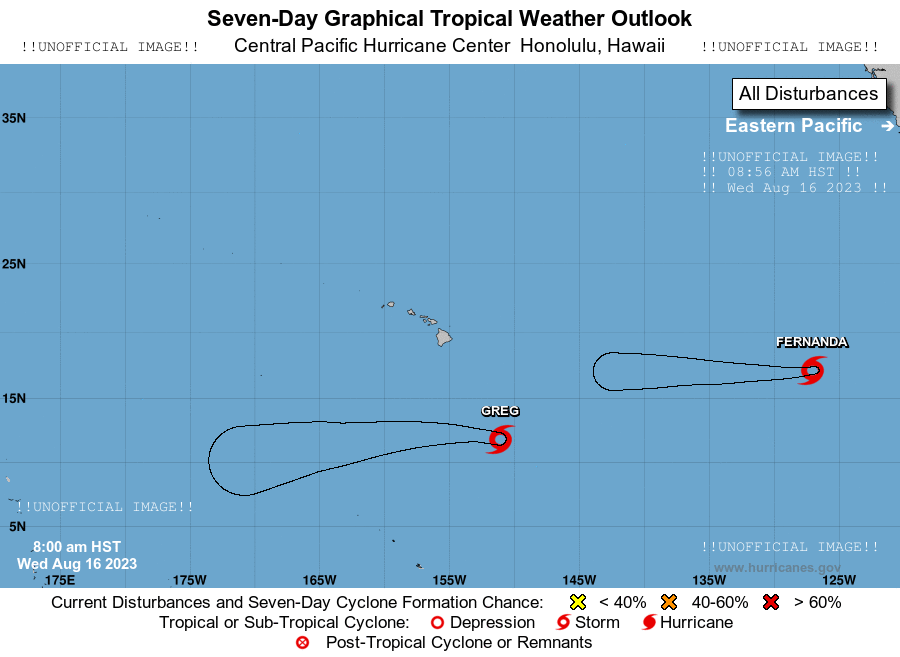 Seven-Day Graphical Tropical Weather Outlook
!!UNOFFICIAL IMAGE!! Central Pacific Hurricane Center Honolulu, Hawaii !!UNOFFICIAL IMAGE!!
All Disturbances
35N
Eastern Pacific →
!!UNOFFICIAL IMAGE!!
!! 08:56 AM HST !!
!! Wed Aug 16 2023 !!
25N
FERNANDA
15N
GREG
!!UNOFFICIAL IMAGE!!
5N
8:00 am HST
!!UNOFFICIAL IMAGE!!
Wed Aug 16 2023
www.hurricanes.gov
175E 175W 165W 155W 145W 135W 125W
Current Disturbances and Seven-Day Cyclone Formation Chance: < 40% 40-60% > 60%
Tropical or Sub-Tropical Cyclone: Depression Storm Hurricane
Post-Tropical Cyclone or Remnants